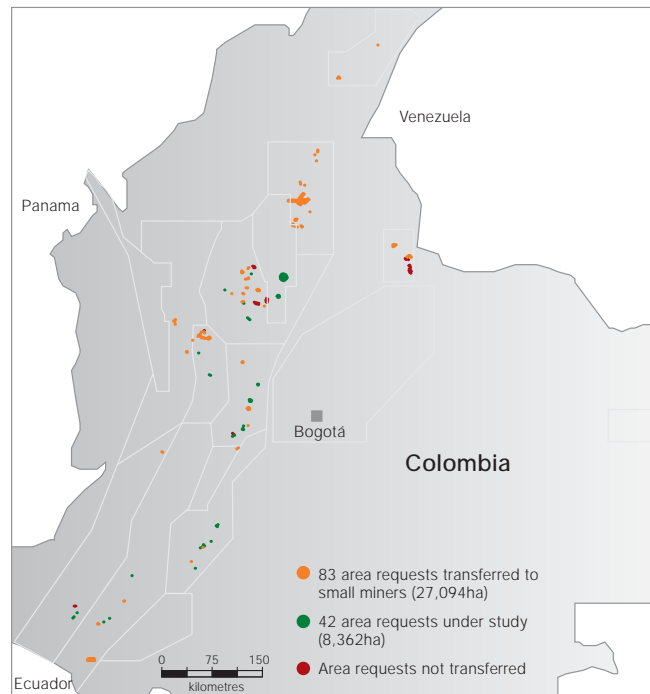 Venezuela
Panama
Bogotá
Colombia
83 area requests transferred to
small miners (27,094ha)
42 area requests under study
(8,362ha)
Area requests not transferred
0 75 150
kilometres
Ecuador